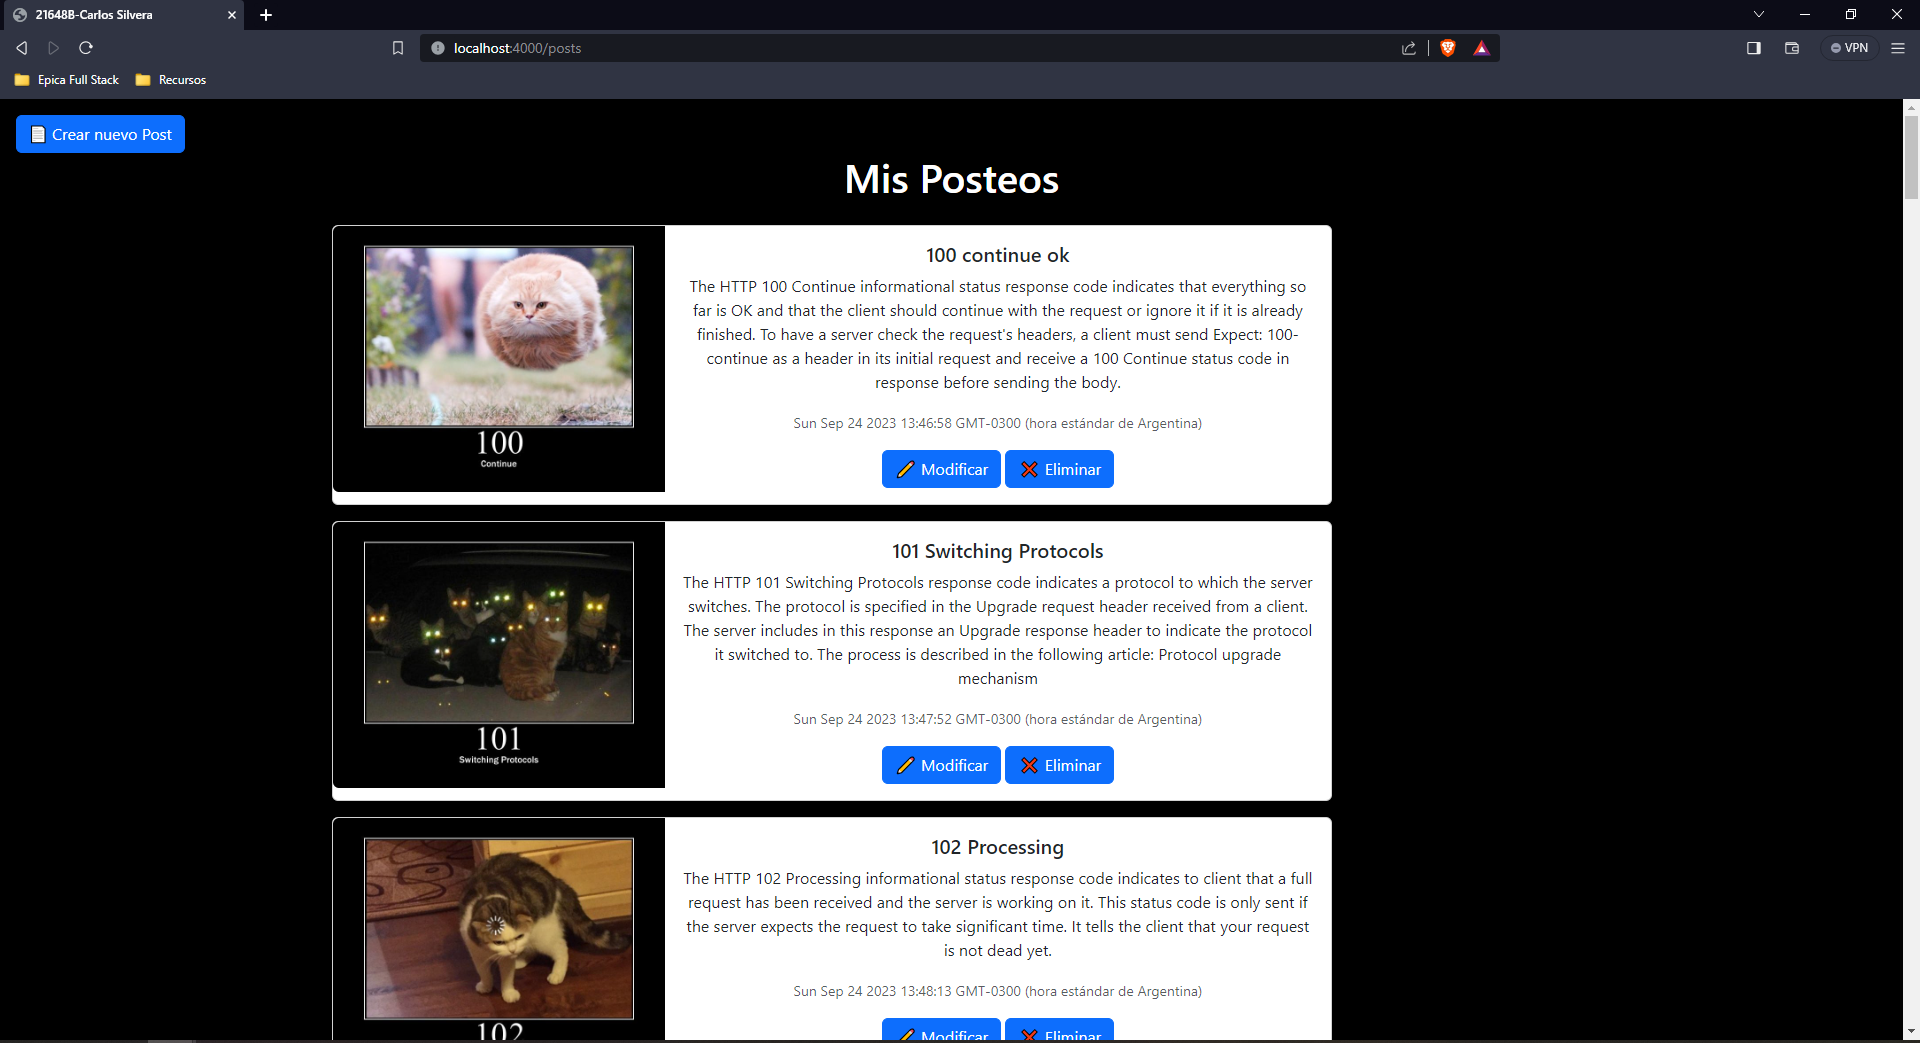 21648B-Carlos Silvera
localhost:4000/posts
VPN
Epica Full Stack
Recursos
Crear nuevo Post
Mis Posteos
100
Continue
100 continue ok
The HTTP 100 Continue informational status response code indicates that everything so
far is OK and that the client should continue with the request or ignore it if it is already
finished. To have a server check the request's headers, a client must send Expect: 100-
continue as a header in its initial request and receive a 100 Continue status code in
response before sending the body.
Sun Sep 24 2023 13:46:58 GMT-0300 (hora estándar de Argentina)
Modificar
Eliminar
101
Switching Protocols
101 Switching Protocols
The HTTP 101 Switching Protocols response code indicates a protocol to which the server
switches. The protocol is specified in the Upgrade request header received from a client.
The server includes in this response an Upgrade response header to indicate the protocol
it switched to. The process is described in the following article: Protocol upgrade
mechanism
Sun Sep 24 2023 13:47:52 GMT-0300 (hora estándar de Argentina)
Modificar
Eliminar
102
102 Processing
The HTTP 102 Processing informational status response code indicates to client that a full
request has been received and the server is working on it. This status code is only sent if
the server expects the request to take significant time. It tells the client that your request
is not dead yet.
Sun Sep 24 2023 13:48:13 GMT-0300 (hora estándar de Argentina)
Modificar
Eliminar